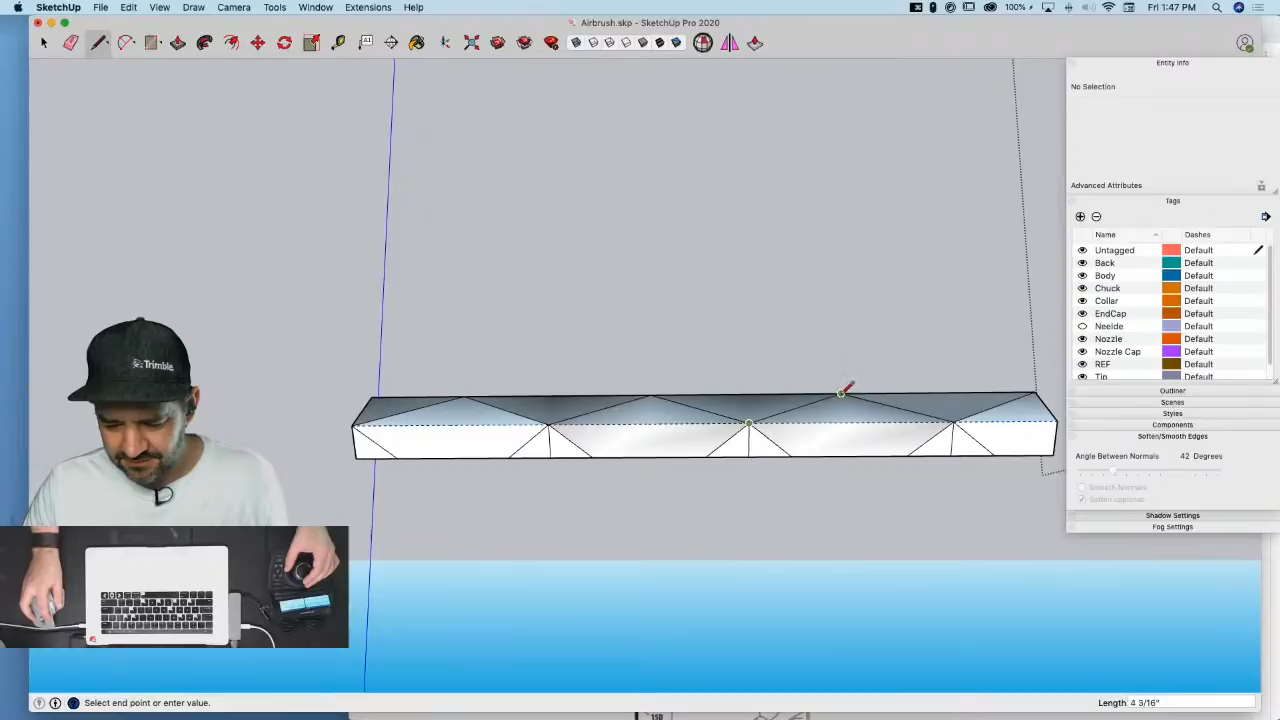 SketchUp File Edit View Draw Camera Tools Window Extensions Help 100% Fri 1:47 PM
Airbrush.skp - SketchUp Pro 2020
A1
Entity Info
No Selection
Advanced Attributes
Tags
Name Dashes
Untagged Default
Back Default
Body Default
Chuck Default
Collar Default
EndCap Default
Neelde Default
Nozzle Default
Nozzle Cap Default
REF Default
Tip Default
Outliner
Scenes
Styles
Components
Soften/Smooth Edges
Angle Between Normals 42 Degrees
Smooth Normals
Soften coplanar
Shadow Settings
Fog Settings
Trimble
Select end point or enter value.
Length 4 3/16"